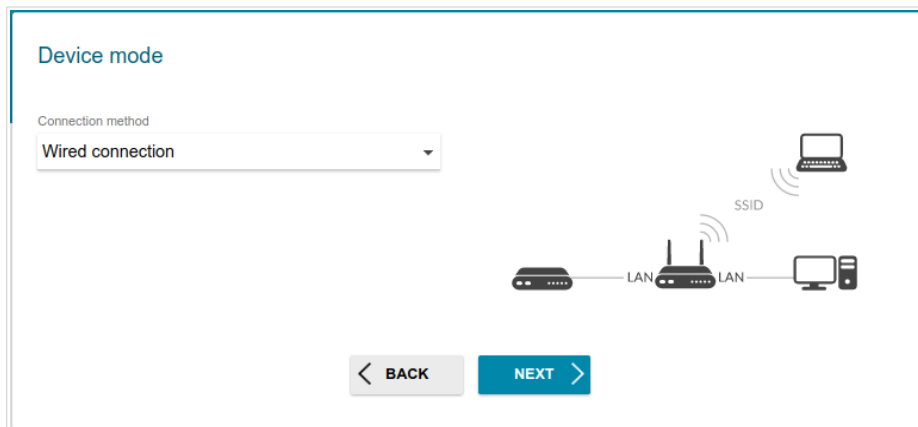 Device mode
Connection method
Wired connection
SSID
LAN LAN
BACK NEXT